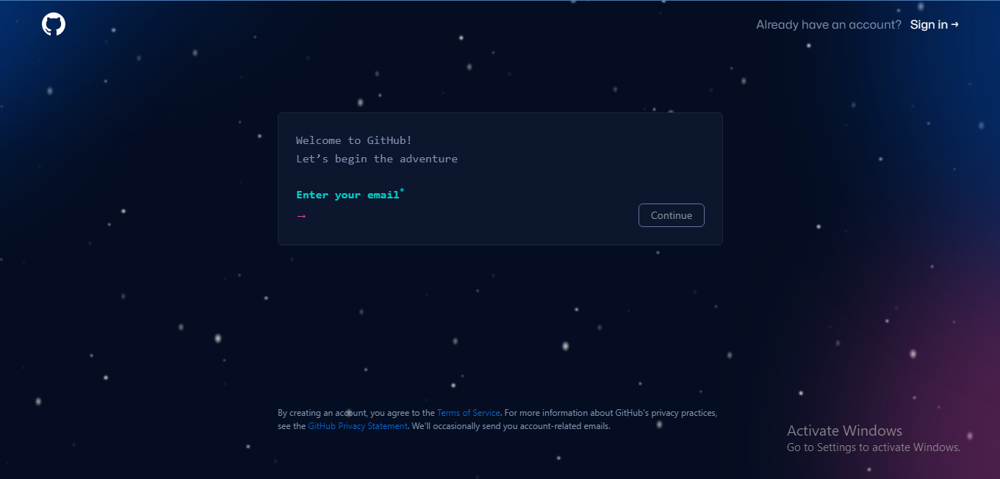 Already have an account? Sign in →
Welcome to GitHub!
Let’s begin the adventure
Enter your email*
→
Continue
By creating an account, you agree to the Terms of Service. For more information about GitHub's privacy practices,
see the GitHub Privacy Statement. We'll occasionally send you account-related emails.
Activate Windows
Go to Settings to activate Windows.